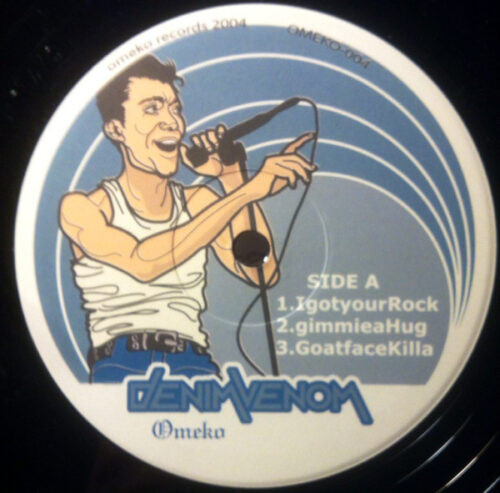 omeko records 2004
OMEKO-004
SIDE A
1.IgotyourRock
2.gimmieaHug
3.GoatfaceKilla
DENIMVENOM
Omeko